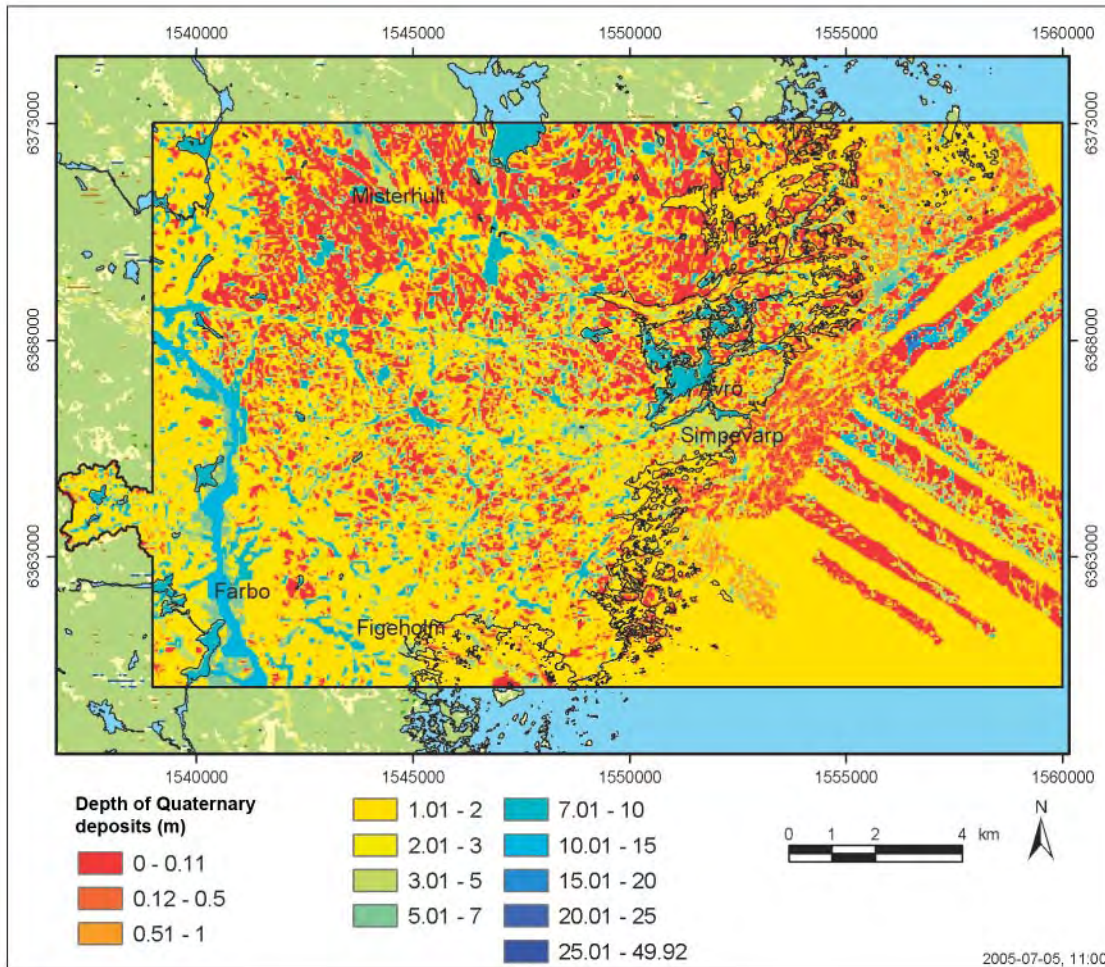 1540000 1545000 1550000 1555000 1560000
6373000 6373000
Misterhult
6368000 6368000
Ävrö
Simpevarp
6363000 6363000
Farbo
Figeholm
1540000 1545000 1550000 1555000 1560000
Depth of Quaternary
deposits (m)
0 - 0.11
0.12 - 0.5
0.51 - 1
1.01 - 2
2.01 - 3
3.01 - 5
5.01 - 7
7.01 - 10
10.01 - 15
15.01 - 20
20.01 - 25
25.01 - 49.92
0 1 2 4 km
N
2005-07-05, 11:00